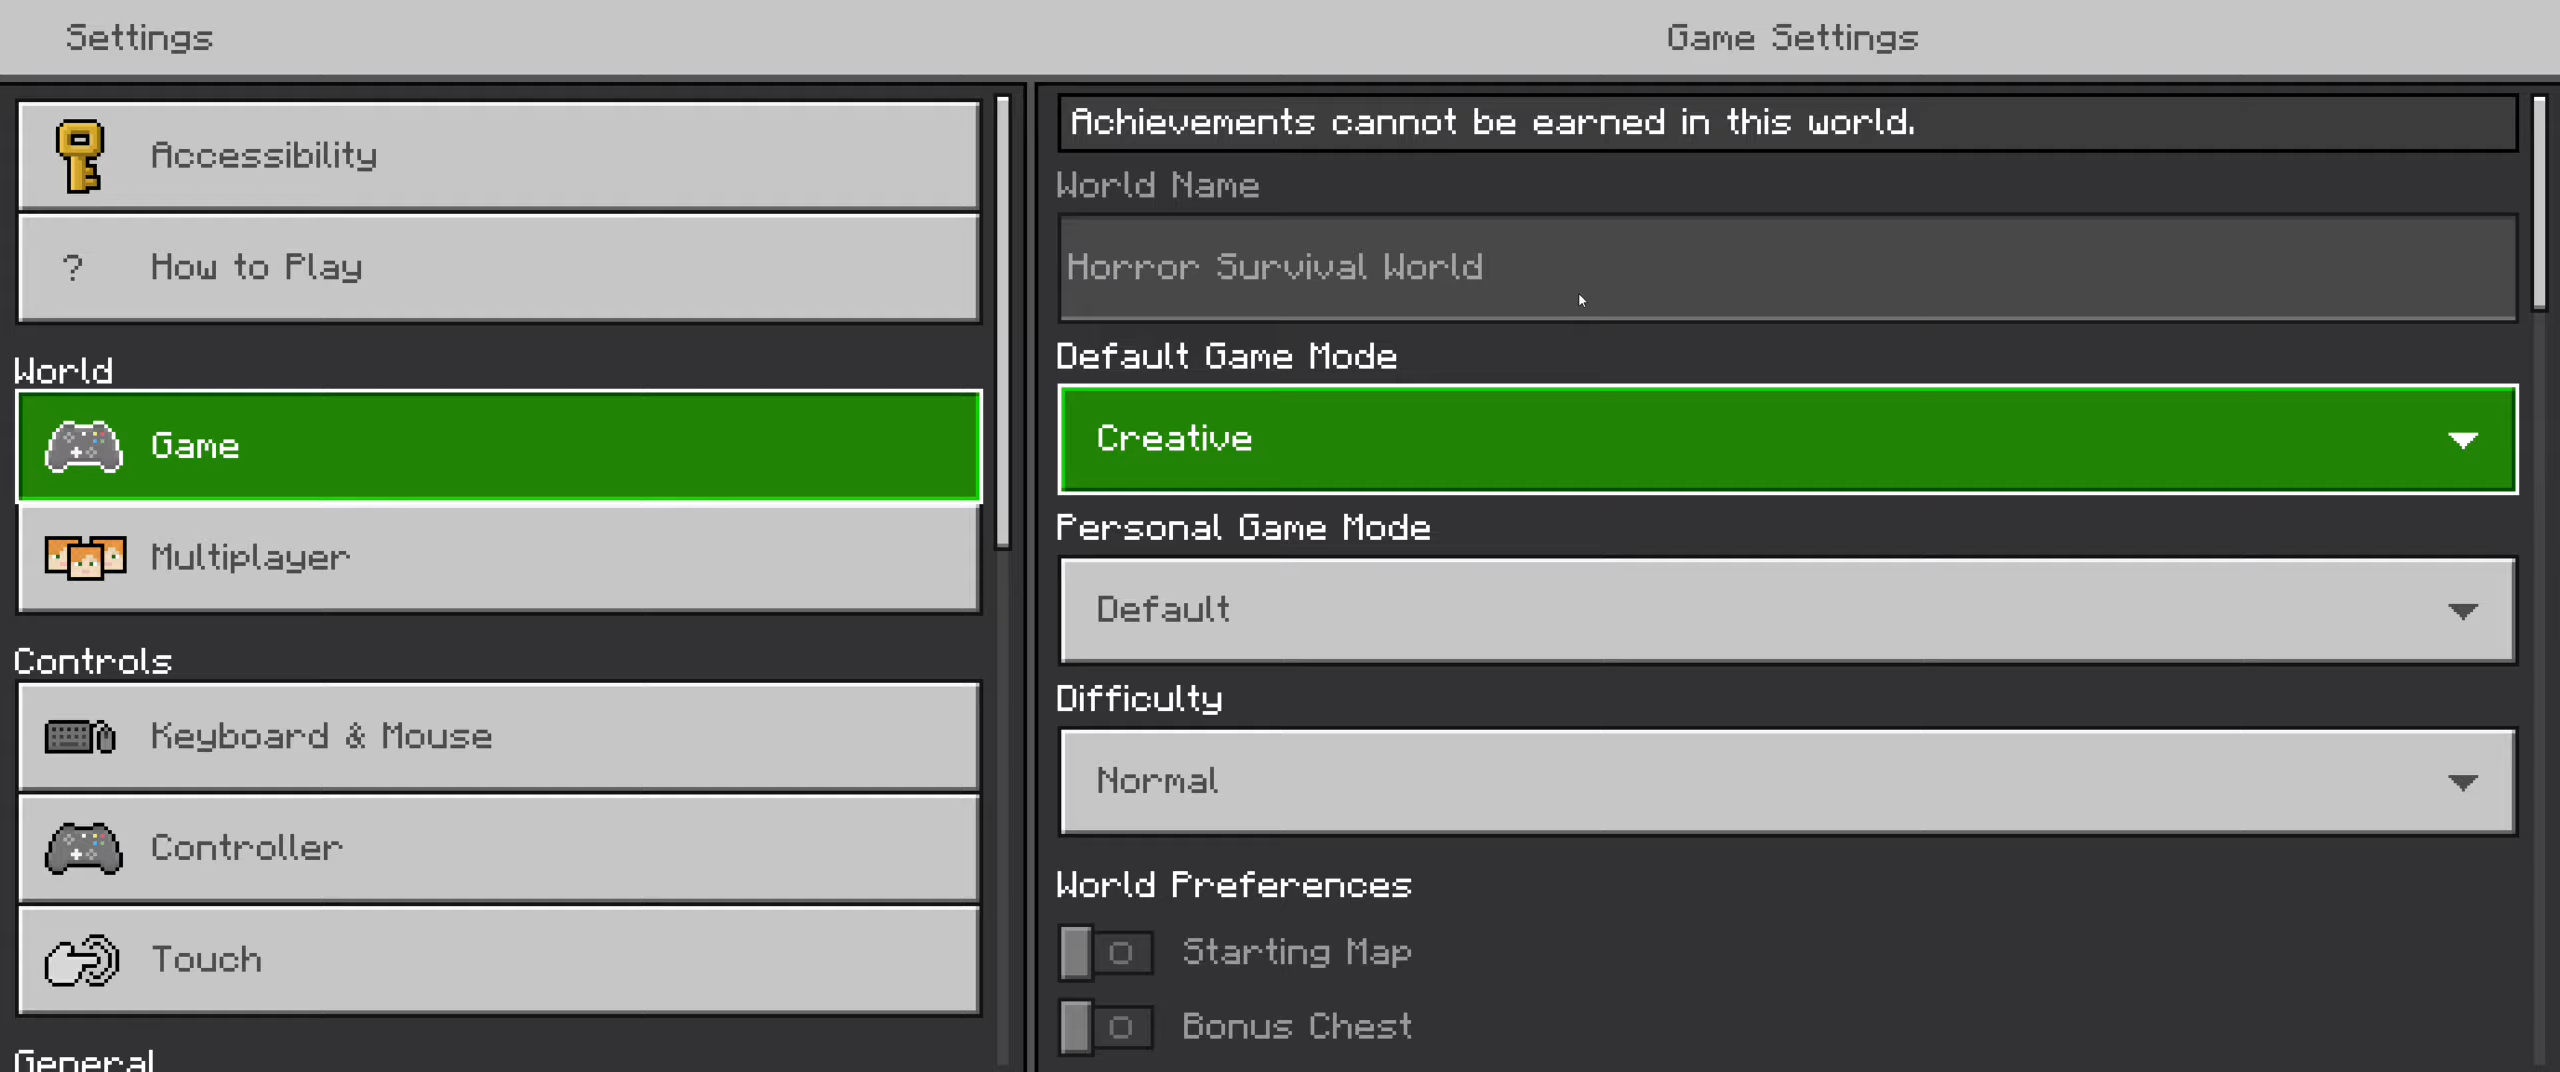 Settings
Game Settings
Accessibility
? How to Play
World
Game
Multiplayer
Controls
Keyboard & Mouse
Controller
Touch
General
Achievements cannot be earned in this world.
World Name
Horror Survival World
Default Game Mode
Creative
Personal Game Mode
Default
Difficulty
Normal
World Preferences
Starting Map
Bonus Chest